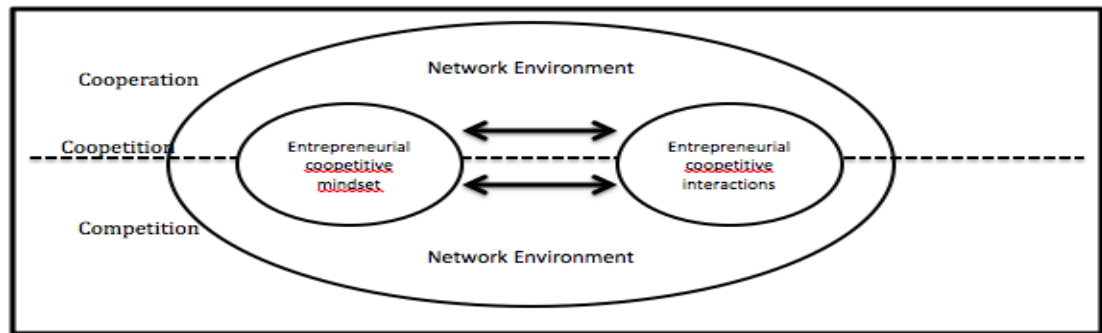 Network Environment
Cooperation
Coopetition
Entrepreneurial
coopetitive
mindset
Entrepreneurial
coopetitive
interactions
Competition
Network Environment